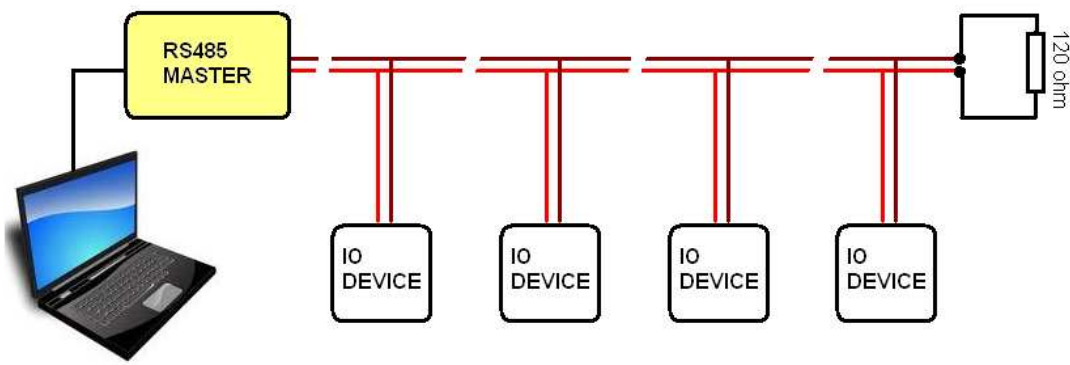 RS485
MASTER
120 ohm
IO
DEVICE
IO
DEVICE
IO
DEVICE
IO
DEVICE